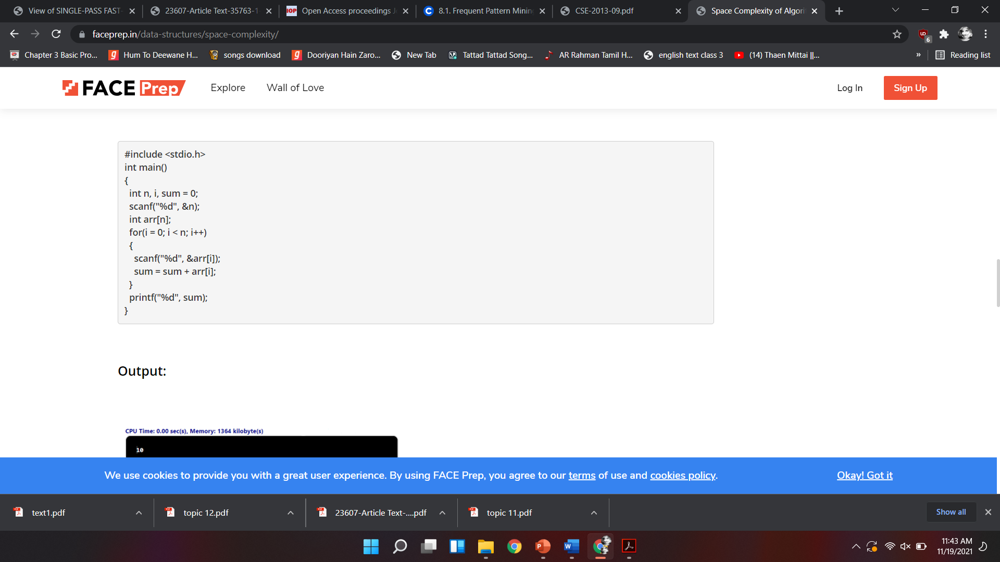 View of SINGLE-PASS FAST-
23607-Article Text-35763-1-
IOP Open Access proceedings Jo
8.1. Frequent Pattern Mining
CSE-2013-09.pdf
Space Complexity of Algori
faceprep.in/data-structures/space-complexity/
6
Chapter 3 Basic Pro...
Hum To Deewane H...
songs download
Dooriyan Hain Zaro...
New Tab
Tattad Tattad Song...
AR Rahman Tamil H...
english text class 3
(14) Thaen Mittai ||...
»
Reading list
FACE Prep
Explore
Wall of Love
Log In
Sign Up
#include <stdio.h>
int main()
{
int n, i, sum = 0;
scanf("%d", &n);
int arr[n];
for(i = 0; i < n; i++)
{
scanf("%d", &arr[i]);
sum = sum + arr[i];
}
printf("%d", sum);
}
Output:
CPU Time: 0.00 sec(s), Memory: 1364 kilobyte(s)
10
We use cookies to provide you with a great user experience. By using FACE Prep, you agree to our terms of use and cookies policy.
Okay! Got it
text1.pdf
topic 12.pdf
23607-Article Text-....pdf
topic 11.pdf
Show all
11:43 AM
11/19/2021